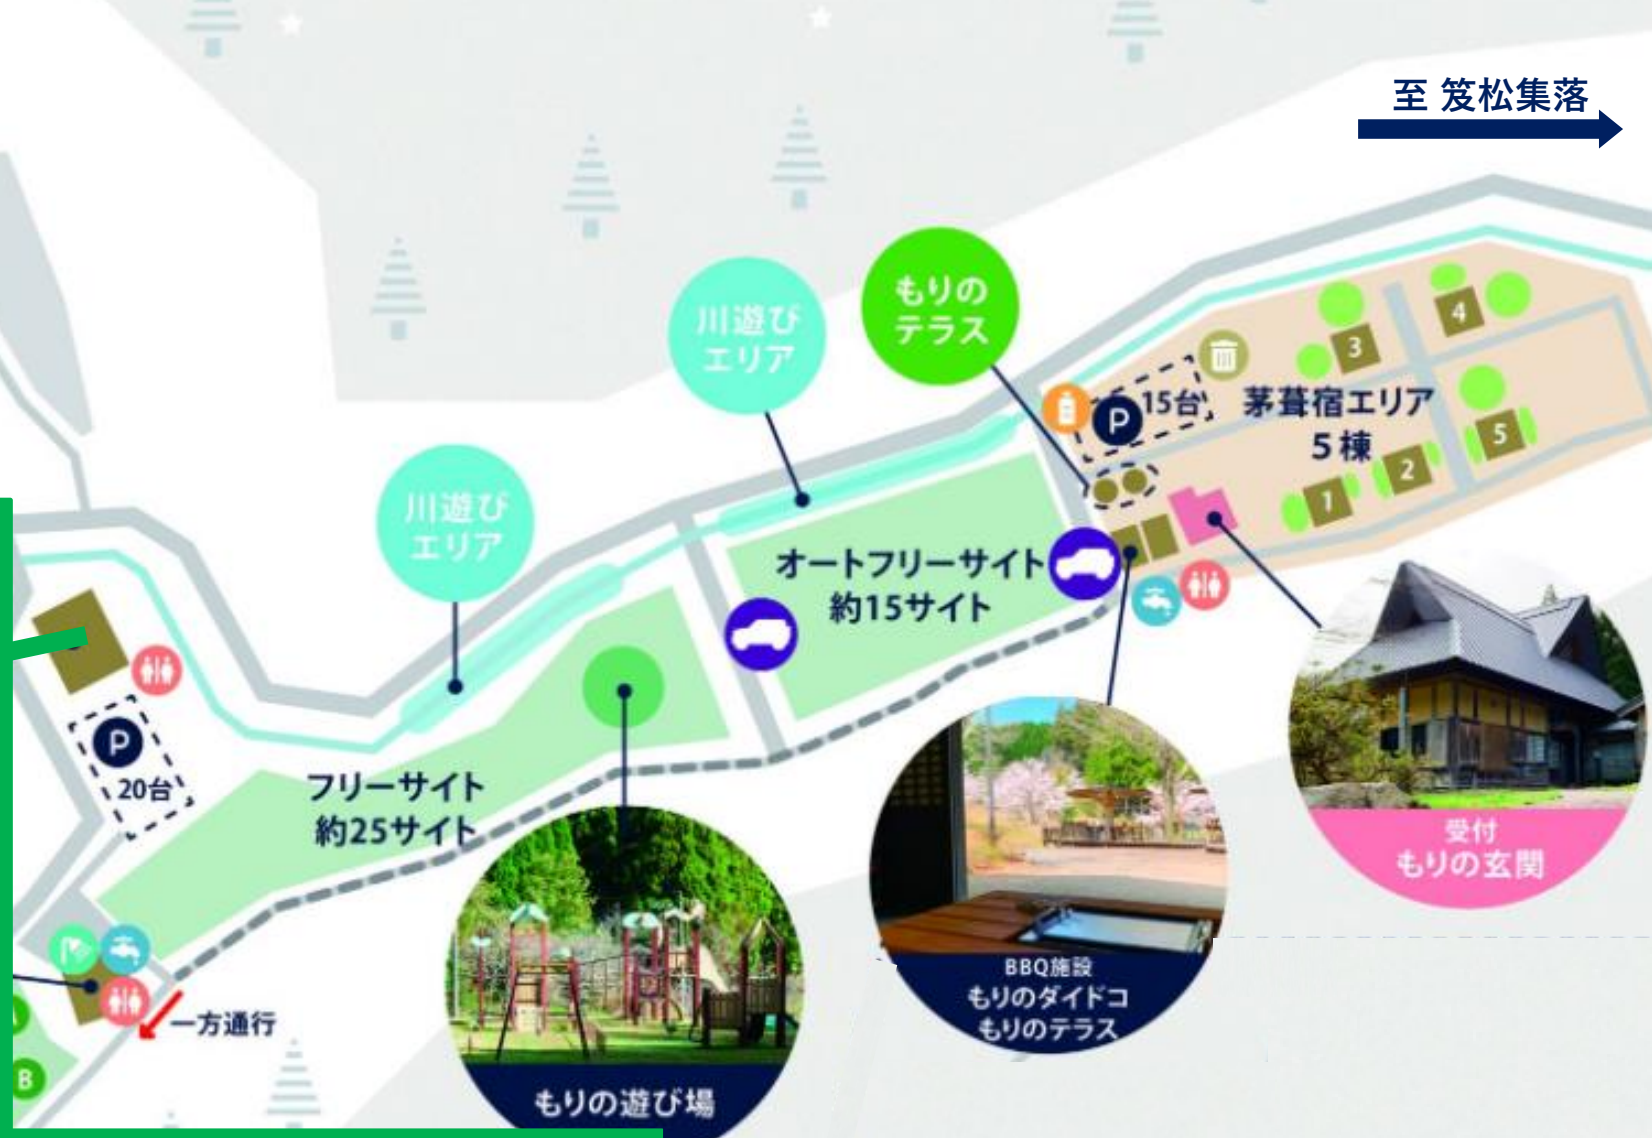 至 笈松集落
もりの
テラス
川遊び
エリア
川遊び
エリア
P
15台
茅葺宿エリア
5棟
3
4
5
2
1
オートフリーサイト
約15サイト
P
20台
フリーサイト
約25サイト
受付
もりの玄関
BBQ施設
もりのダイドコ
もりのテラス
一方通行
B
もりの遊び場